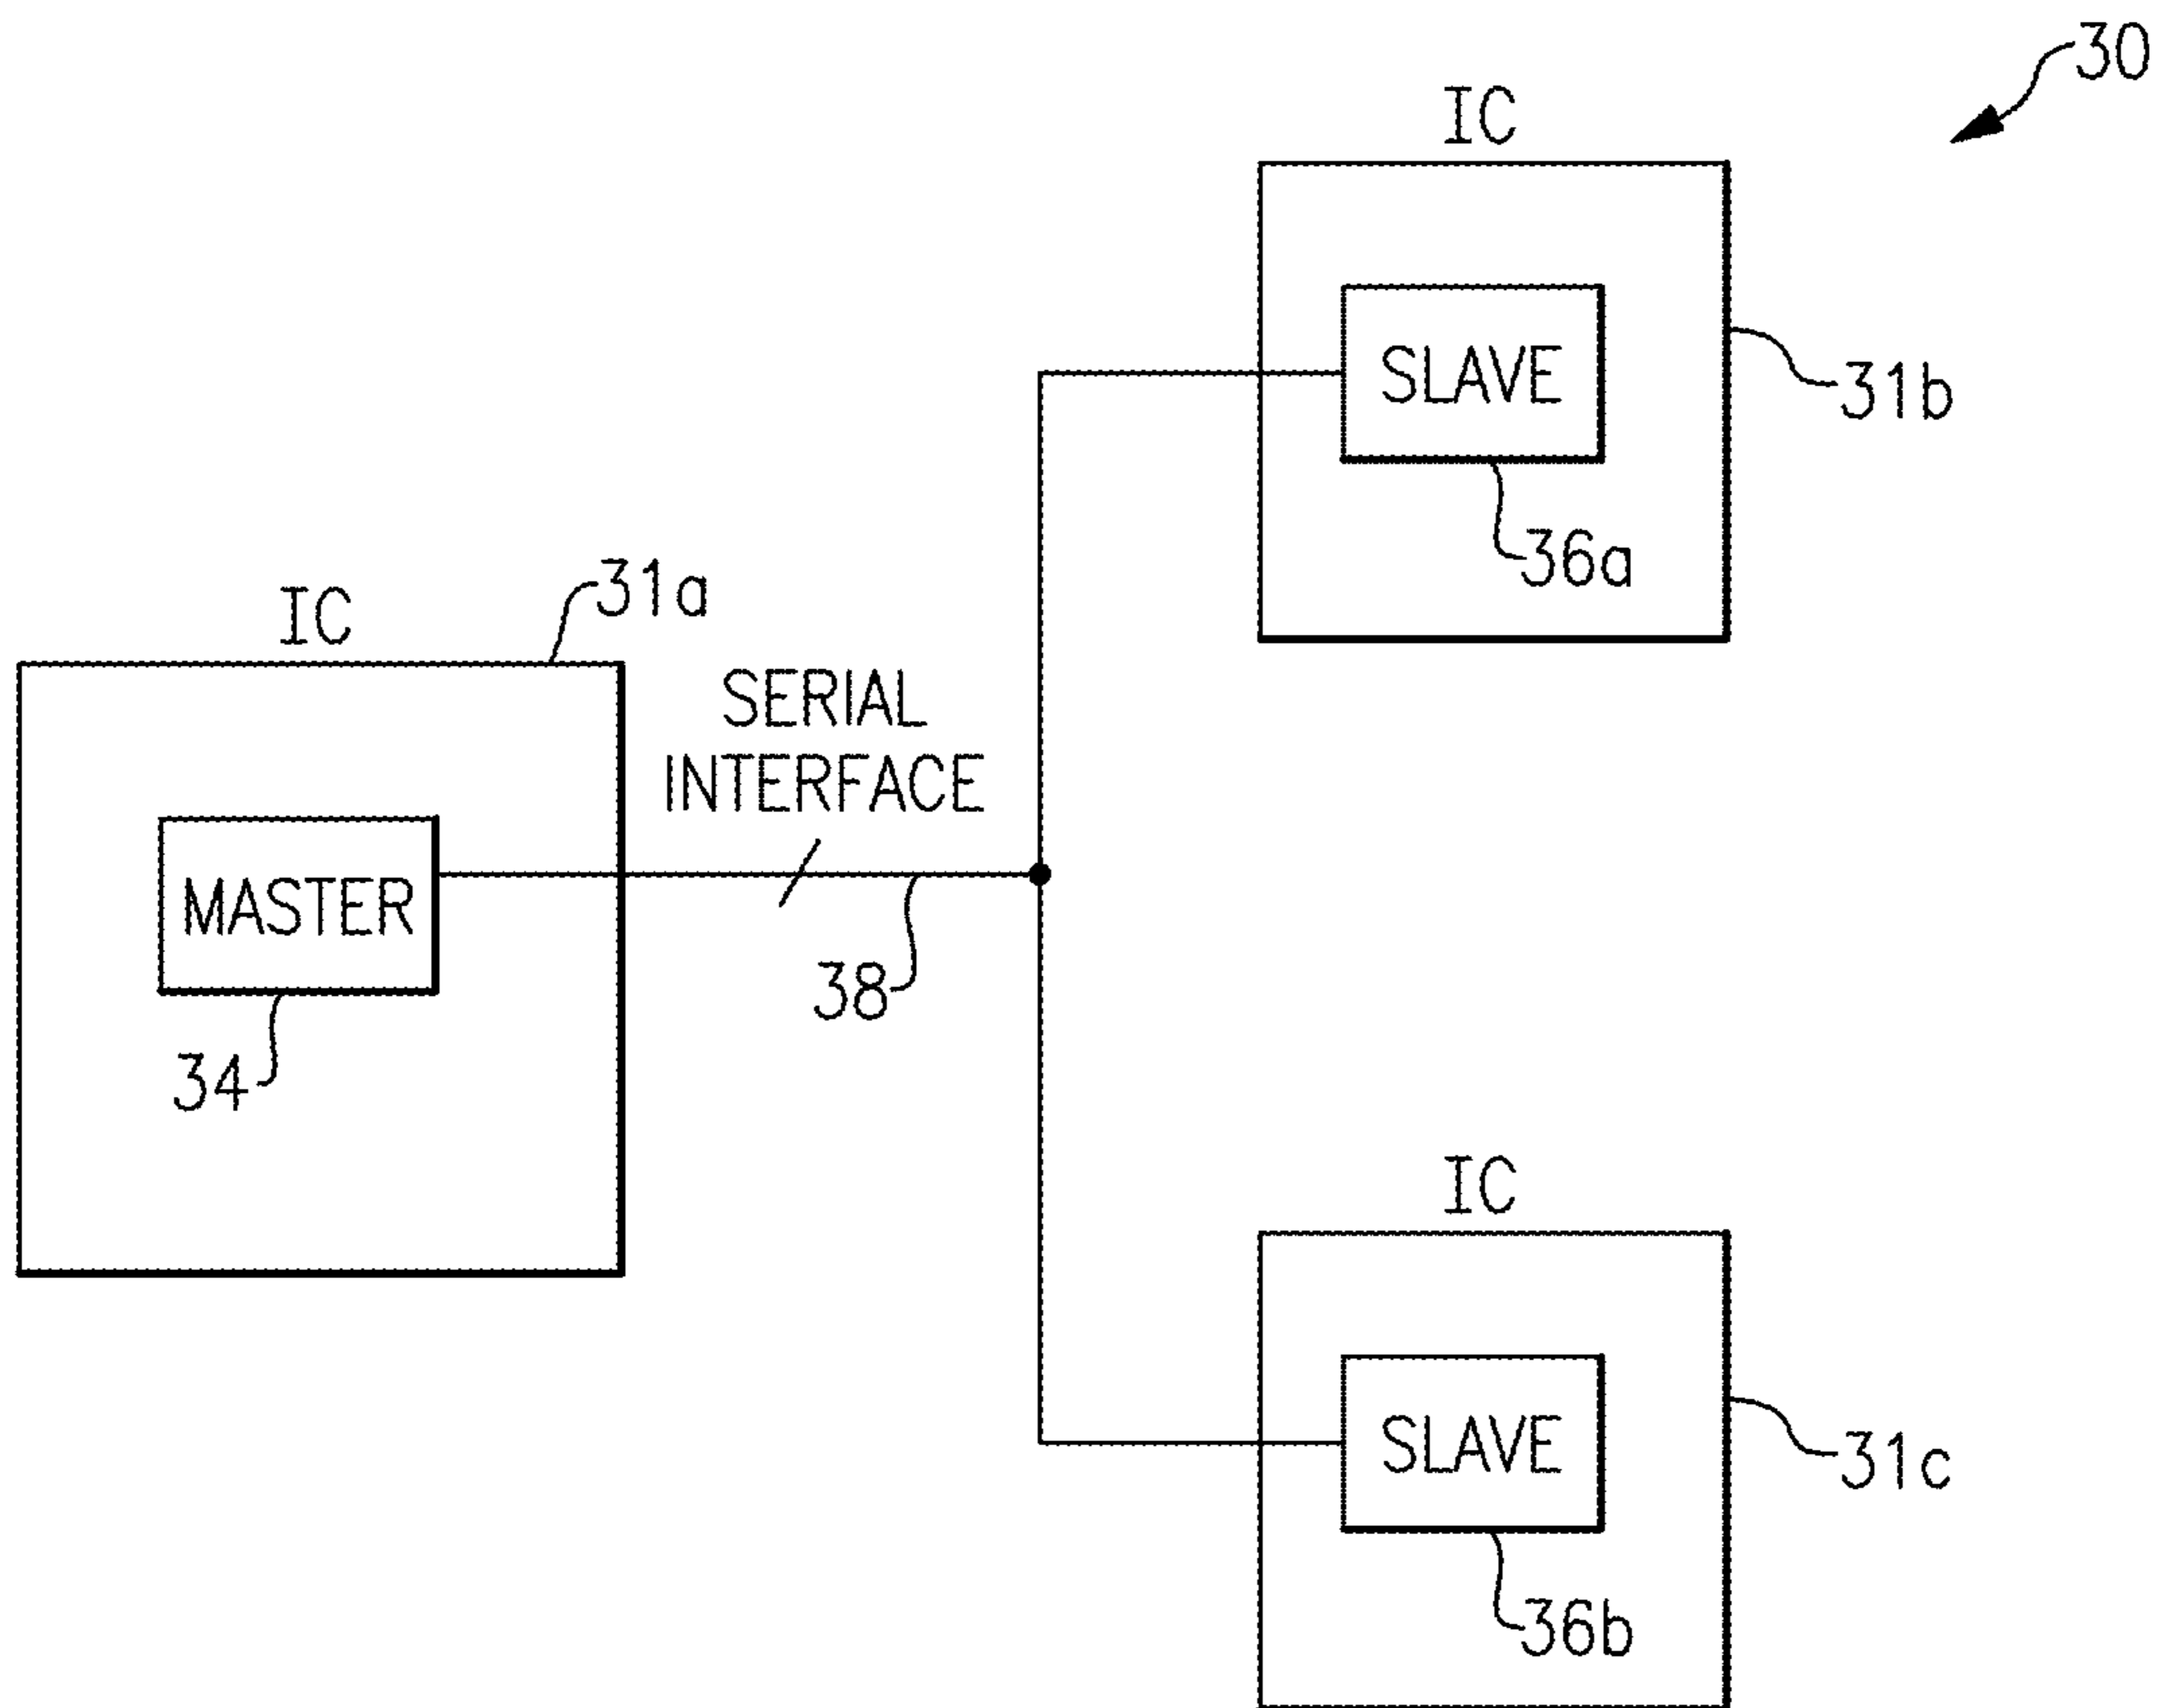 30
IC
SLAVE
31b
36a
IC
31a
SERIAL
INTERFACE
MASTER
38
34
IC
SLAVE
31c
36b